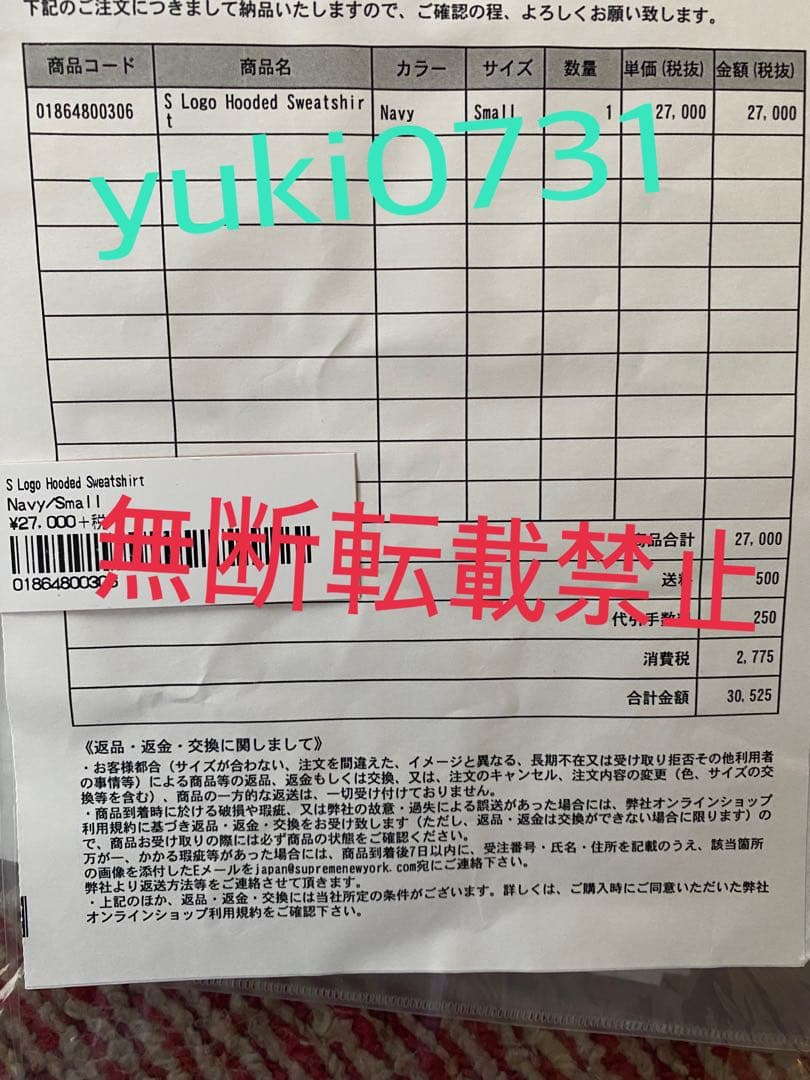 下記のご注文につきまして納品いたしますので、ご確認の程、よろしくお願い致します。
商品コード 商品名 カラー サイズ 数量 単価(税抜) 金額(税抜)
01864800306 S Logo Hooded Sweatshir
t Navy Small 1 27,000 27,000
yuki0731
S Logo Hooded Sweatshirt
Navy/Small
¥27,000+税
01864800306
無断転載禁止
商品合計 27,000
送料 500
代引手数料 250
消費税 2,775
合計金額 30,525
《返品・返金・交換に関しまして》
・お客様都合(サイズが合わない、注文を間違えた、イメージと異なる、長期不在又は受け取り拒否その他利用者
の事情等)による商品等の返品、返金もしくは交換、又は、注文のキャンセル、注文内容の変更(色、サイズの交
換等を含む)、商品の一方的な返送は、一切受け付けておりません。
・商品到着時に於ける破損や瑕疵、又は弊社の故意・過失による誤送があった場合には、弊社オンラインショップ
利用規約に基づき返品・返金・交換をお受け致します(ただし、返品・返金は交換ができない場合に限ります)の
で、商品お受け取りの際には必ず商品の状態をご確認ください。
万が一、かかる瑕疵等があった場合には、商品到着後7日以内に、受注番号・氏名・住所を記載のうえ、該当箇所
の画像を添付したEメールをjapan@supremenewyork.com宛にご連絡下さい。
弊社より返送方法等をご連絡させて頂きます。
・上記のほか、返品・返金・交換には当社所定の条件がございます。詳しくは、ご購入時にご同意いただいた弊社
オンラインショップ利用規約をご確認下さい。